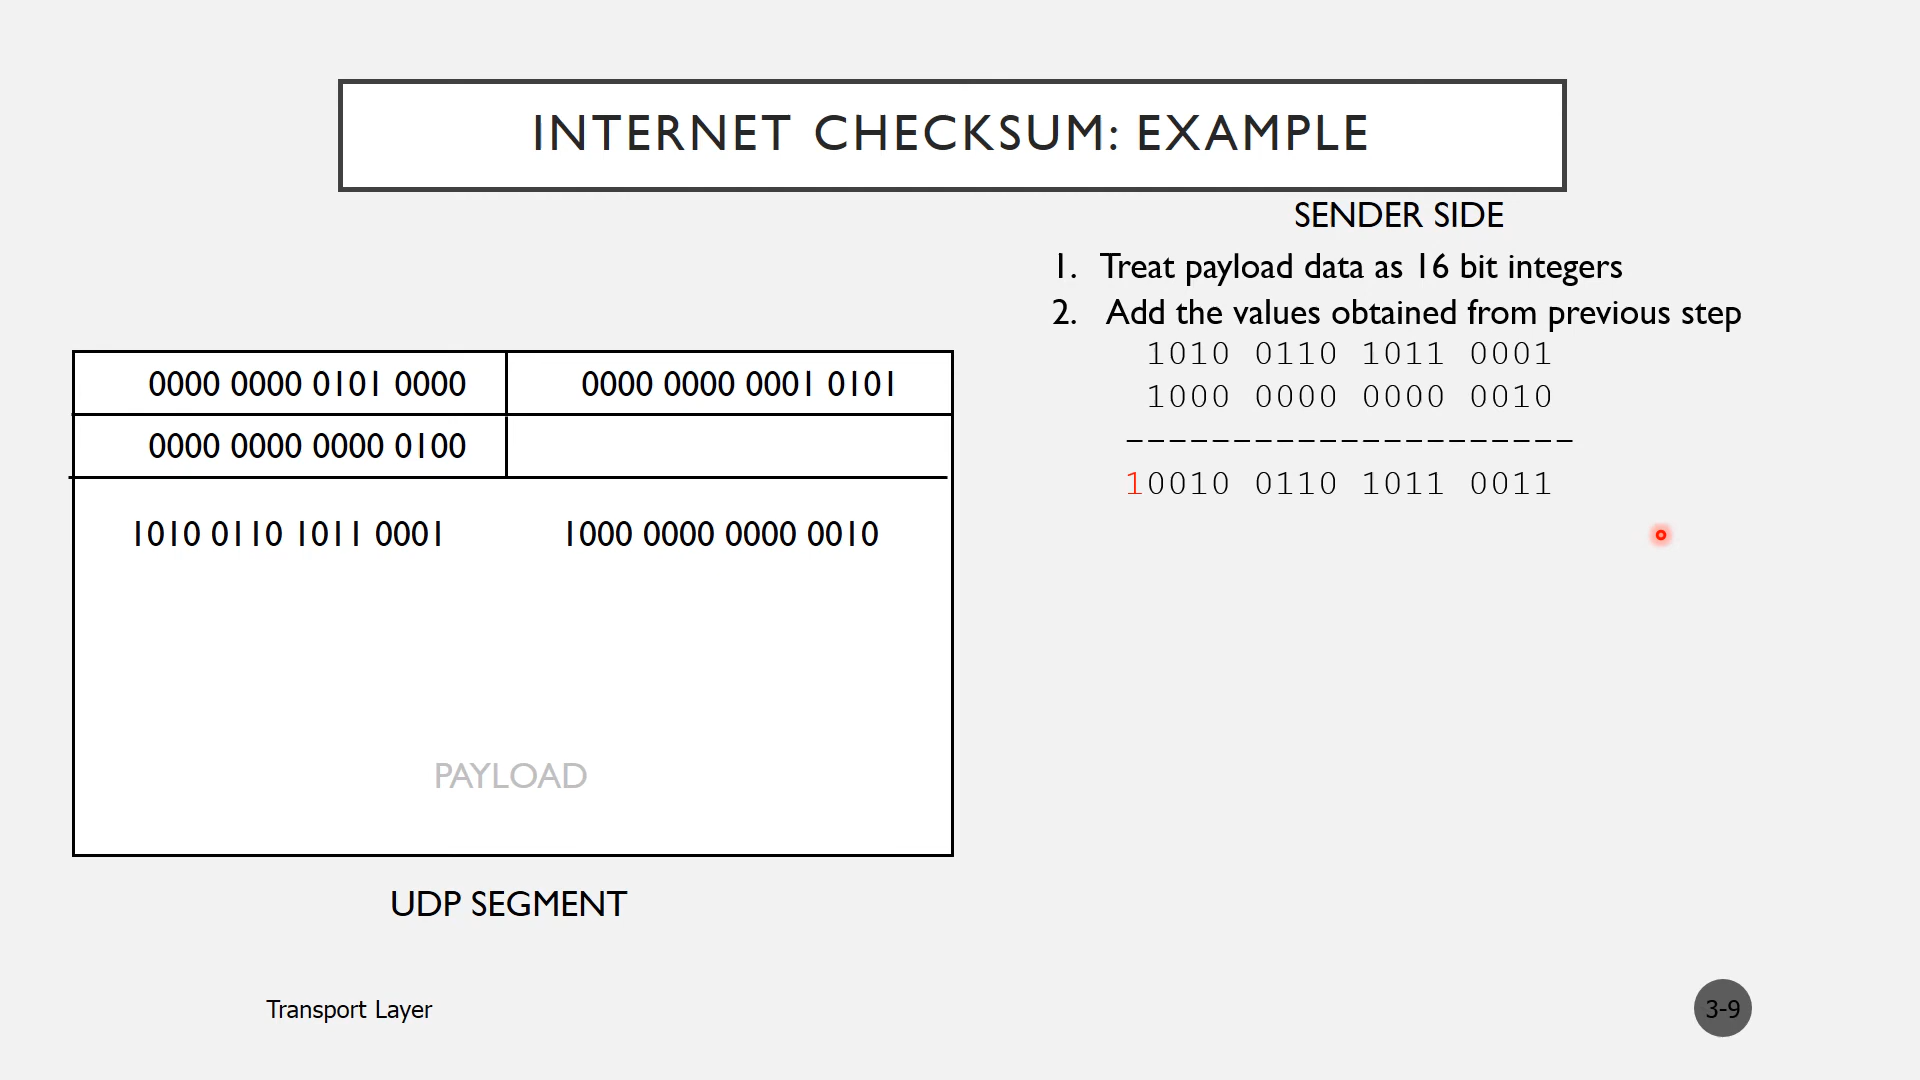 INTERNET CHECKSUM: EXAMPLE
SENDER SIDE
1. Treat payload data as 16 bit integers
2. Add the values obtained from previous step
1010 0110 1011 0001
1000 0000 0000 0010
---------------------
10010 0110 1011 0011
0000 0000 0101 0000 0000 0000 0001 0101
0000 0000 0000 0100
1010 0110 1011 0001 1000 0000 0000 0010
PAYLOAD
UDP SEGMENT
Transport Layer
3-9